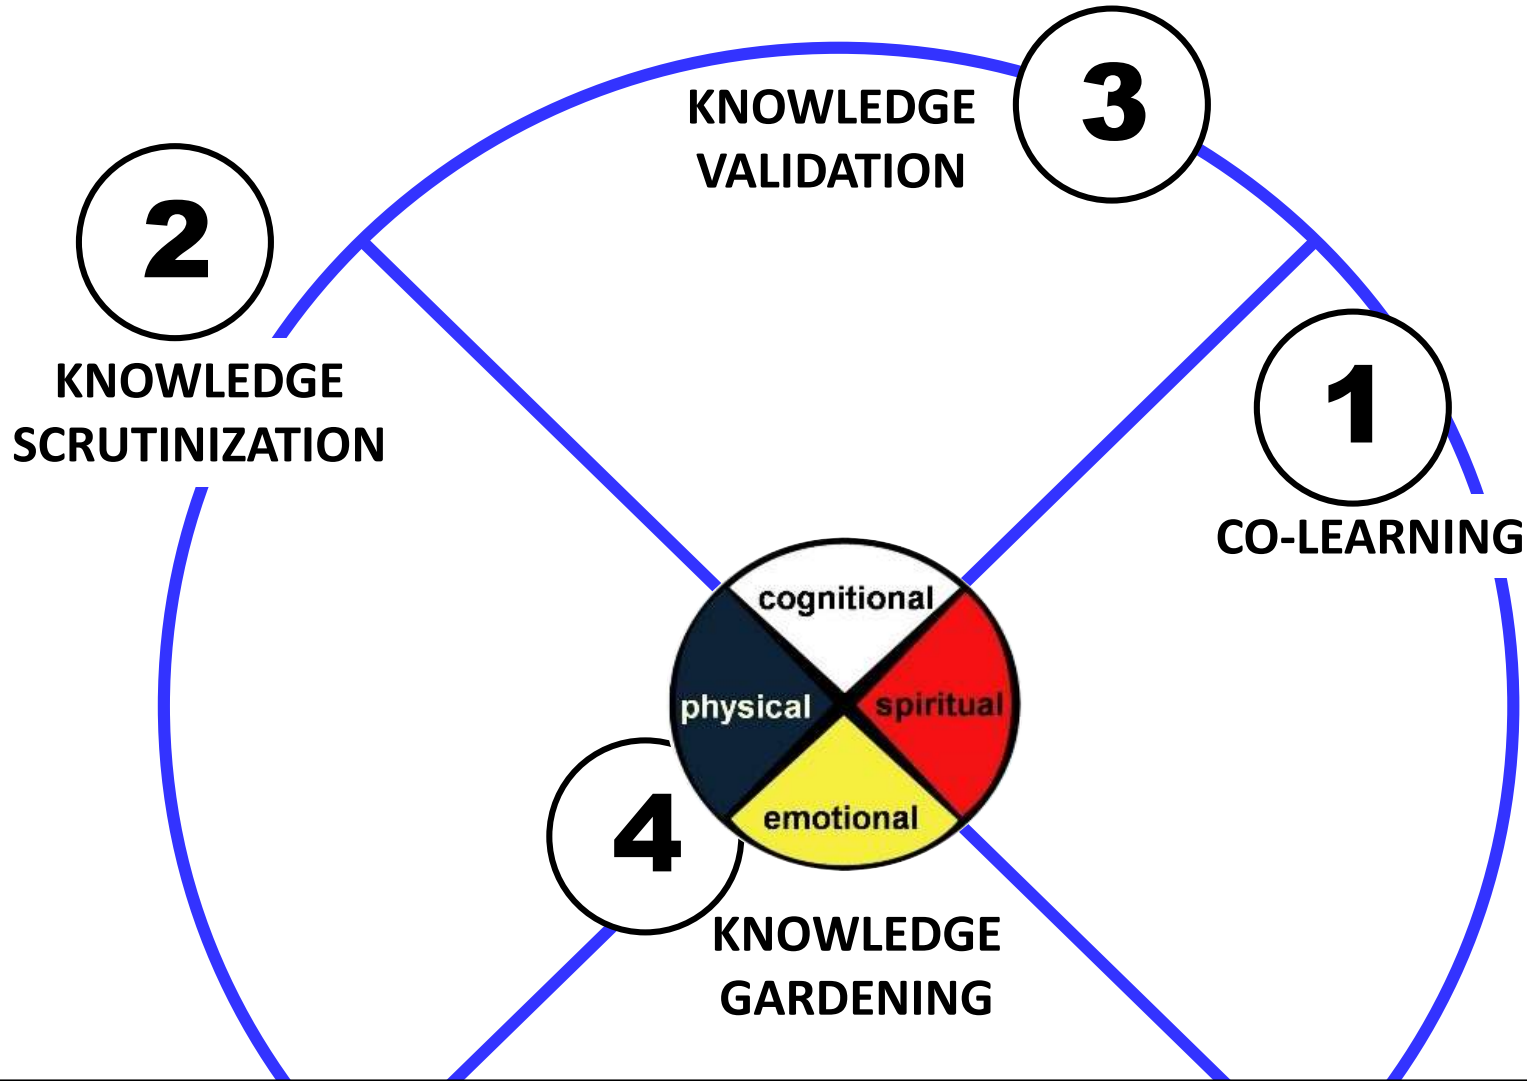 3
KNOWLEDGE
VALIDATION
2
KNOWLEDGE
SCRUTINIZATION
1
CO-LEARNING
cognitional
physical
spiritual
emotional
4
KNOWLEDGE
GARDENING